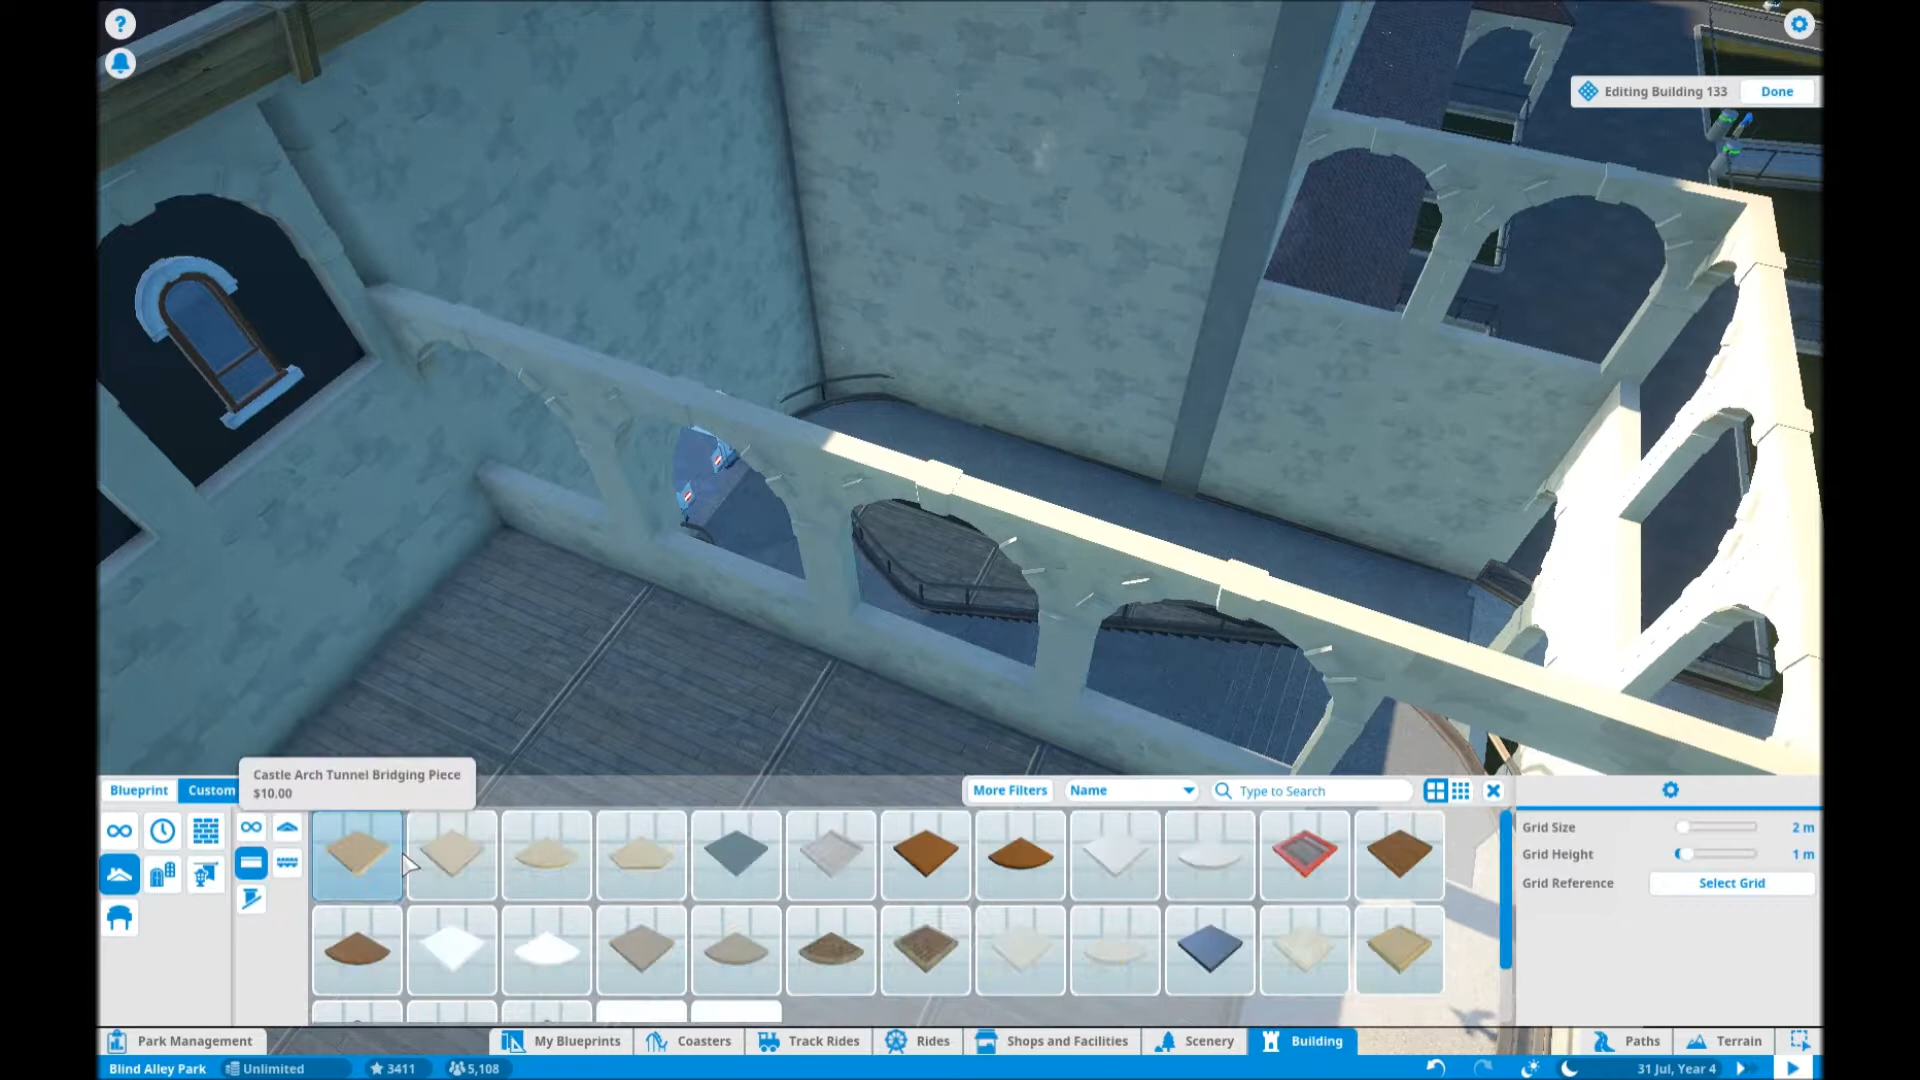 ?
Editing Building 133 Done
Castle Arch Tunnel Bridging Piece
$10.00
Blueprint Custom
More Filters Name Type to Search
Grid Size 2 m
Grid Height 1 m
Grid Reference Select Grid
Park Management My Blueprints Coasters Track Rides Rides Shops and Facilities Scenery Building Paths Terrain
Blind Alley Park Unlimited 3411 5,108 31 Jul, Year 4